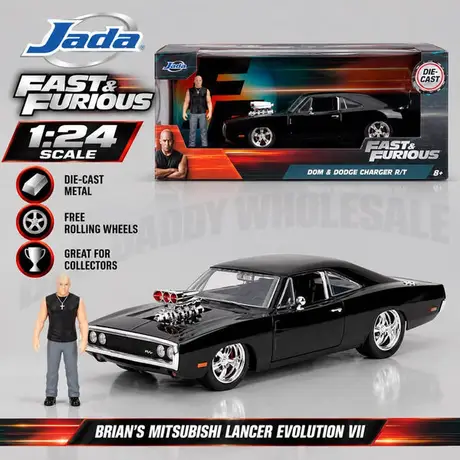 Jada
FAST & FURIOUS
1:24
SCALE
DIE-CAST
METAL
FREE
ROLLING WHEELS
GREAT FOR
COLLECTORS
Jada
DIE-
CAST
FAST & FURIOUS
DOM & DODGE CHARGER R/T
8+
DADDY WHOLESALE
BRIAN'S MITSUBISHI LANCER EVOLUTION VII